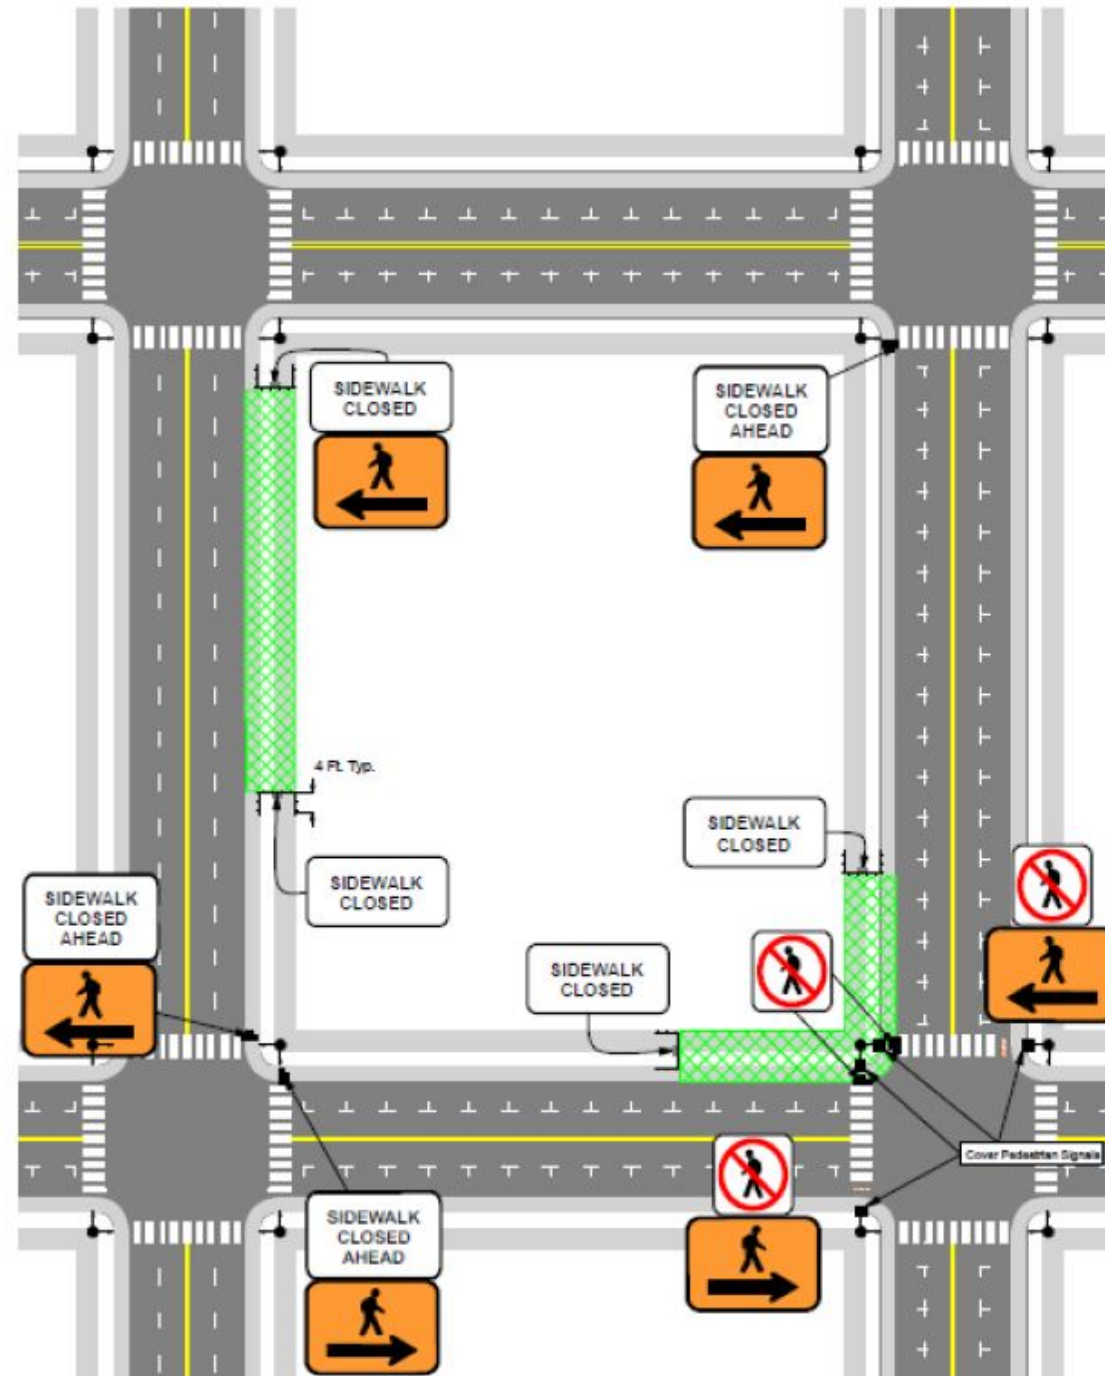 SIDEWALK
CLOSED
SIDEWALK
CLOSED
AHEAD
4 Ft. Typ.
SIDEWALK
CLOSED
SIDEWALK
CLOSED
SIDEWALK
CLOSED
AHEAD
SIDEWALK
CLOSED
Cover Pedestrian Signals
SIDEWALK
CLOSED
AHEAD